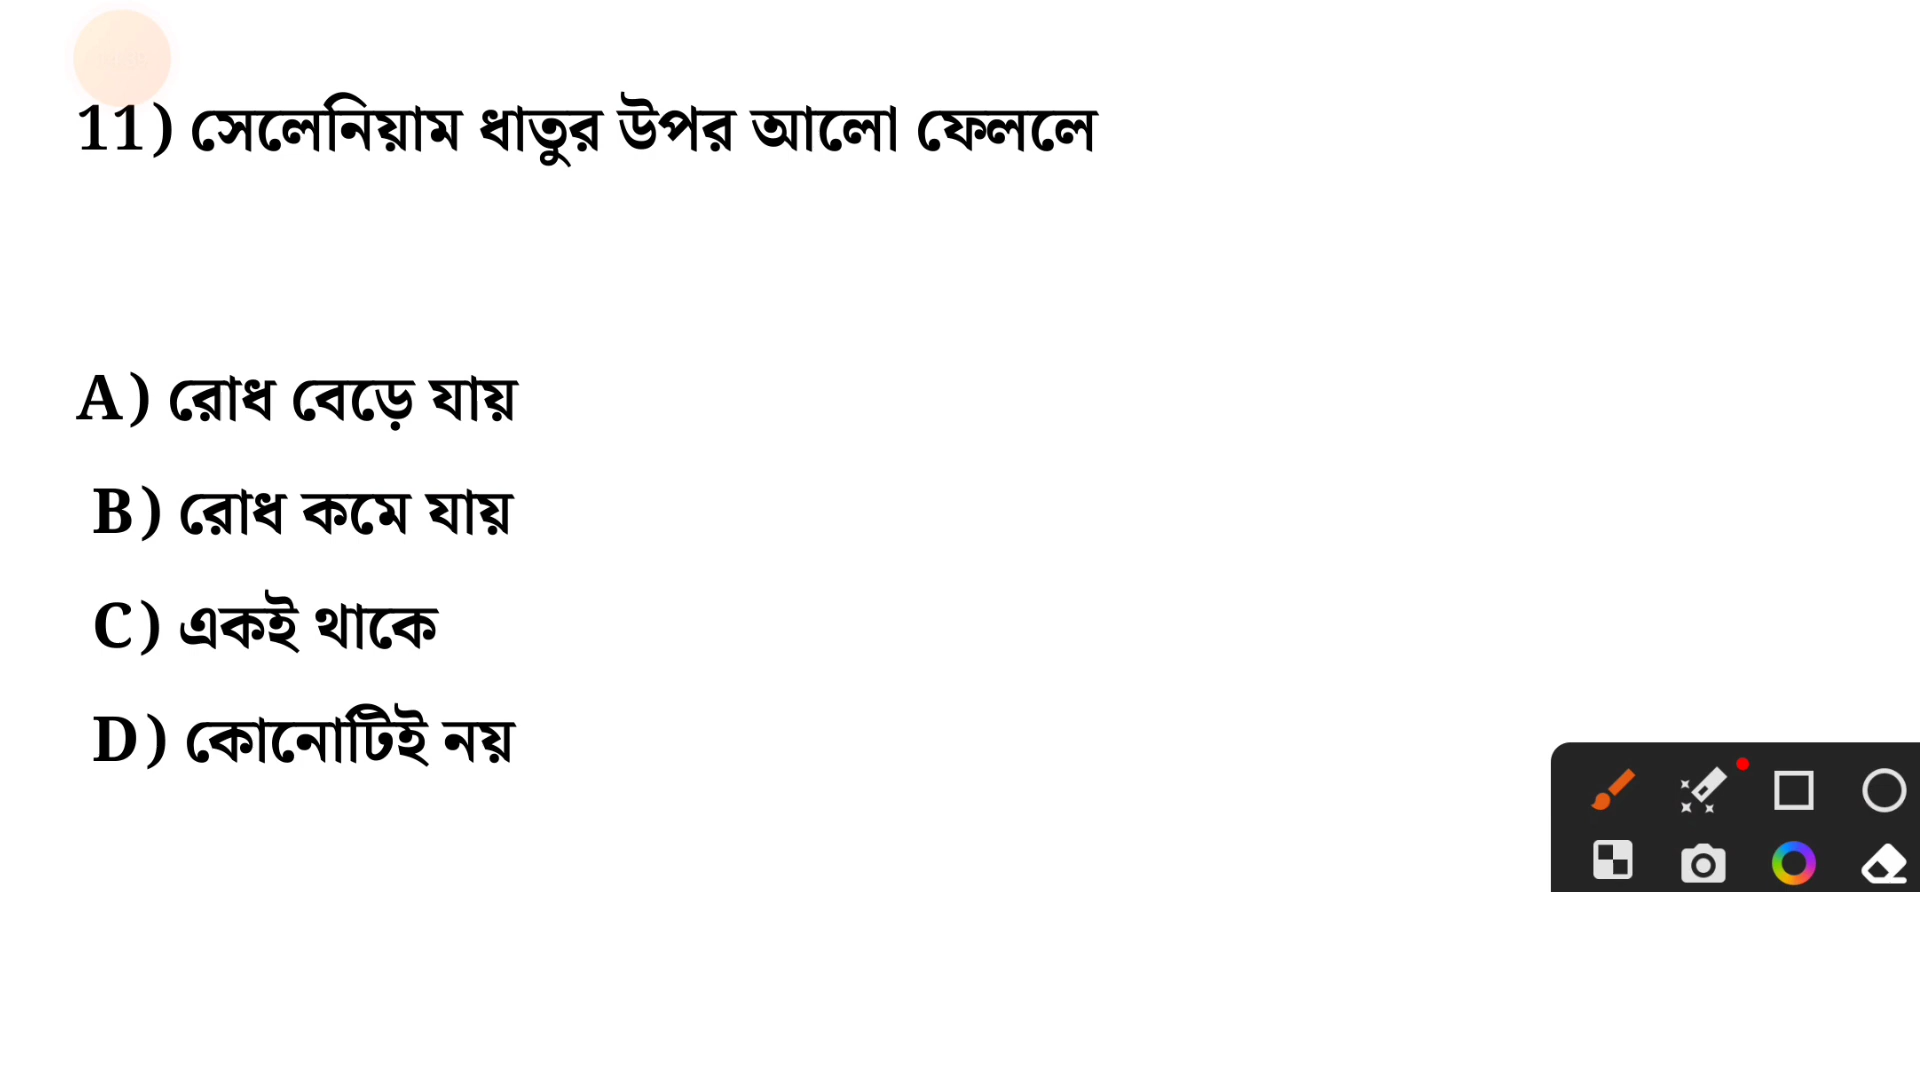 11) সেলেনিয়াম ধাতুর উপর আলো ফেললে
A) রোধ বেড়ে যায়
B) রোধ কমে যায়
C) একই থাকে
D) কোনোটিই নয়